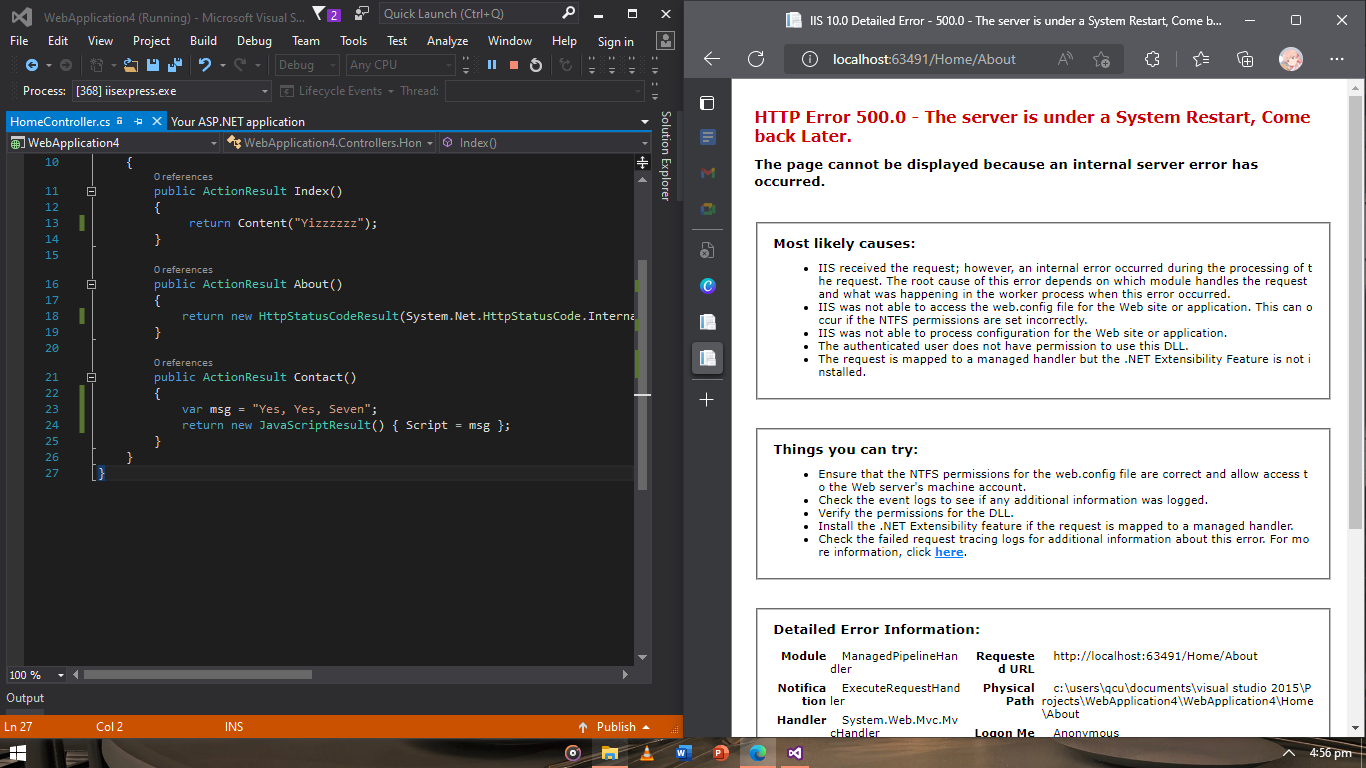 WebApplication4 (Running) - Microsoft Visual S...
2
Quick Launch (Ctrl+Q)
File Edit View Project Build Debug Team Tools Test Analyze Window Help Sign in
Debug Any CPU
Process: [368] iisexpress.exe Lifecycle Events Thread:
HomeController.cs Your ASP.NET application
WebApplication4 WebApplication4.Controllers.Hon Index()
Solution Explorer
10 {
0 references
11 public ActionResult Index()
12 {
13 return Content("Yizzzzzz");
14 }
15
0 references
16 public ActionResult About()
17 {
18 return new HttpStatusCodeResult(System.Net.HttpStatusCode.Interna
19 }
20
0 references
21 public ActionResult Contact()
22 {
23 var msg = "Yes, Yes, Seven";
24 return new JavaScriptResult() { Script = msg };
25 }
26 }
27 }
100 %
Output
Ln 27 Col 2 INS Publish
IIS 10.0 Detailed Error - 500.0 - The server is under a System Restart, Come b...
localhost:63491/Home/About
HTTP Error 500.0 - The server is under a System Restart, Come
back Later.
The page cannot be displayed because an internal server error has
occurred.
Most likely causes:
• IIS received the request; however, an internal error occurred during the processing of t
he request. The root cause of this error depends on which module handles the request
and what was happening in the worker process when this error occurred.
• IIS was not able to access the web.config file for the Web site or application. This can o
ccur if the NTFS permissions are set incorrectly.
• IIS was not able to process configuration for the Web site or application.
• The authenticated user does not have permission to use this DLL.
• The request is mapped to a managed handler but the .NET Extensibility Feature is not i
nstalled.
Things you can try:
• Ensure that the NTFS permissions for the web.config file are correct and allow access t
o the Web server's machine account.
• Check the event logs to see if any additional information was logged.
• Verify the permissions for the DLL.
• Install the .NET Extensibility feature if the request is mapped to a managed handler.
• Check the failed request tracing logs for additional information about this error. For mo
re information, click here.
Detailed Error Information:
Module ManagedPipelineHan
dler
Notifica ExecuteRequestHand
tion ler
Handler System.Web.Mvc.Mv
cHandler
Requeste http://localhost:63491/Home/About
d URL
Physical c:\users\qcu\documents\visual studio 2015\P
Path rojects\WebApplication4\WebApplication4\Home
\About
Logon Me Anonymous
4:56 pm